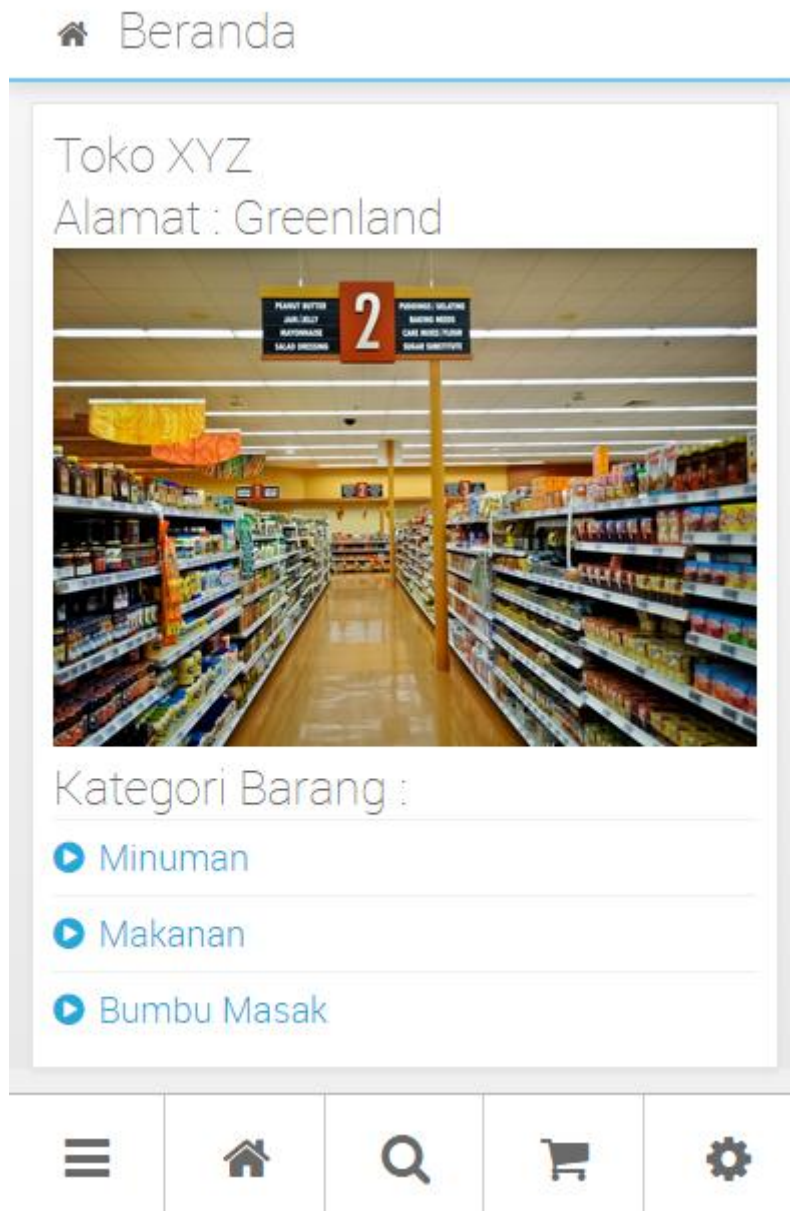 Beranda
Toko XYZ
Alamat : Greenland
PEANUT BUTTER
JAM/JELLY
MAYONNAISE
SALAD DRESSING
2
PUDDINGS / GELATINS
BAKING NEEDS
CAKE MIXES / FLOUR
SUGAR SUBSTITUTE
Kategori Barang :
Minuman
Makanan
Bumbu Masak